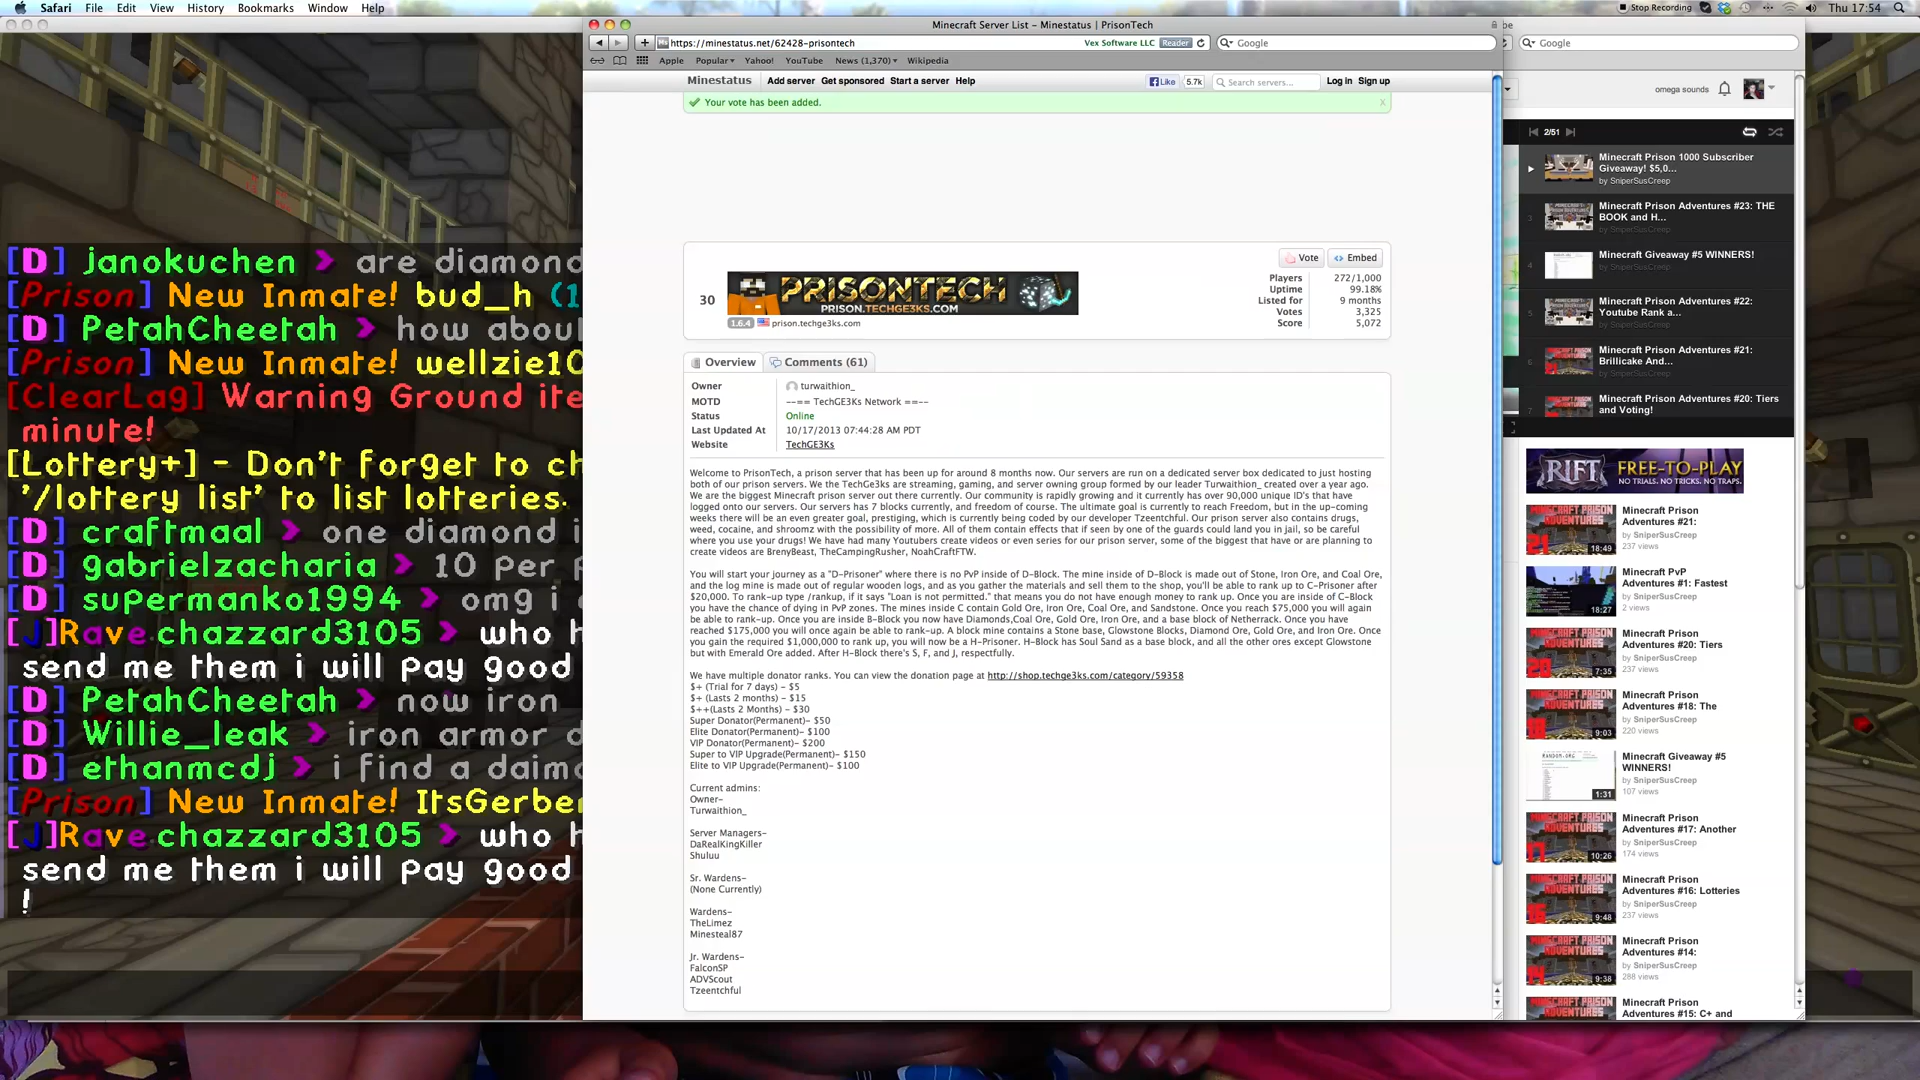 Safari File Edit View History Bookmarks Window Help
Stop Recording
Thu 17:54
Minecraft Server List – Minestatus | PrisonTech
https://minestatus.net/62428-prisontech
Vex Software LLC
Reader
Google
Google
Apple Popular Yahoo! YouTube News (1,370) Wikipedia
Minestatus Add server Get sponsored Start a server Help
Like 5.7k
Search servers...
Log in Sign up
Your vote has been added.
X
30
PRISONTECH
PRISON.TECHGE3KS.COM
1.6.4 prison.techge3ks.com
Vote Embed
Players 272/1,000
Uptime 99.18%
Listed for 9 months
Votes 3,325
Score 5,072
Overview Comments (61)
Owner turwaithion_
MOTD --== TechGE3Ks Network ==--
Status Online
Last Updated At 10/17/2013 07:44:28 AM PDT
Website TechGE3Ks
Welcome to PrisonTech, a prison server that has been up for around 8 months now. Our servers are run on a dedicated server box dedicated to just hosting
both of our prison servers. We the TechGe3ks are streaming, gaming, and server owning group formed by our leader Turwaithion_ created over a year ago.
We are the biggest Minecraft prison server out there currently. Our community is rapidly growing and it currently has over 90,000 unique ID's that have
logged onto our servers. Our servers has 7 blocks currently, and freedom of course. The ultimate goal is currently to reach Freedom, but in the up-coming
weeks there will be an even greater goal, prestiging, which is currently being coded by our developer Tzeentchful. Our prison server also contains drugs,
weed, cocaine, and shroomz with the possibility of more. All of them contain effects that if seen by one of the guards could land you in jail, so be careful
where you use your drugs! We have had many Youtubers create videos or even series for our prison server, some of the biggest that have or are planning to
create videos are BrenyBeast, TheCampingRusher, NoahCraftFTW.
You will start your journey as a "D-Prisoner" where there is no PvP inside of D-Block. The mine inside of D-Block is made out of Stone, Iron Ore, and Coal Ore,
and the log mine is made out of regular wooden logs, and as you gather the materials and sell them to the shop, you'll be able to rank up to C-Prisoner after
$20,000. To rank-up type /rankup, if it says "Loan is not permitted." that means you do not have enough money to rank up. Once you are inside of C-Block
you have the chance of dying in PvP zones. The mines inside C contain Gold Ore, Iron Ore, Coal Ore, and Sandstone. Once you reach $75,000 you will again
be able to rank-up. Once you are inside B-Block you now have Diamonds,Coal Ore, Gold Ore, Iron Ore, and a base block of Netherrack. Once you have
reached $175,000 you will once again be able to rank-up. A block mine contains a Stone base, Glowstone Blocks, Diamond Ore, Gold Ore, and Iron Ore. Once
you gain the required $1,000,000 to rank up, you will now be a H-Prisoner. H-Block has Soul Sand as a base block, and all the other ores except Glowstone
but with Emerald Ore added. After H-Block there's S, F, and J, respectfully.
We have multiple donator ranks. You can view the donation page at http://shop.techge3ks.com/category/59358
$+ (Trial for 7 days) - $5
$+ (Lasts 2 months) - $15
$++(Lasts 2 Months) - $30
Super Donator(Permanent)- $50
Elite Donator(Permanent)- $100
VIP Donator(Permanent)- $200
Super to VIP Upgrade(Permanent)- $150
Elite to VIP Upgrade(Permanent)- $100
Current admins:
Owner-
Turwaithion_
Server Managers-
DaRealKingKiller
Shuluu
Sr. Wardens-
(None Currently)
Wardens-
TheLimez
Minesteal87
Jr. Wardens-
FalconSP
ADVScout
Tzeentchful
[D] janokuchen > are diamond
[Prison] New Inmate! bud_h (1
[D] PetahCheetah > how abou
[Prison] New Inmate! wellzie10
[ClearLag] Warning Ground ite
minute!
[Lottery+] - Don't forget to ch
'/lottery list' to list lotteries.
[D] craftmaal > one diamond i
[D] gabrielzacharia > 10 per p
[D] supermanko1994 > omg i
[J]Rave.chazzard3105 > who h
send me them i will pay good
[D] PetahCheetah > now iron
[D] Willie_leak > iron armor d
[D] ethanmcdj > i find a daimo
[Prison] New Inmate! ItsGerber
[J]Rave.chazzard3105 > who h
send me them i will pay good
!
omega sounds
2/51
Minecraft Prison 1000 Subscriber
Giveaway! $5,0...
by SniperSusCreep
3
Minecraft Prison Adventures #23: THE
BOOK and H...
by SniperSusCreep
4
Minecraft Giveaway #5 WINNERS!
by SniperSusCreep
5
Minecraft Prison Adventures #22:
Youtube Rank a...
by SniperSusCreep
6
Minecraft Prison Adventures #21:
Brillicake And...
by SniperSusCreep
7
Minecraft Prison Adventures #20: Tiers
and Voting!
RIFT FREE-TO-PLAY
NO TRIALS. NO TRICKS. NO TRAPS.
Minecraft Prison
Adventures #21:
by SniperSusCreep
237 views
18:49
Minecraft PvP
#1: Fastest
by SniperSusCreep
2 views
18:27
Minecraft Prison
Adventures #20: Tiers
by SniperSusCreep
237 views
7:35
Minecraft Prison
Adventures #18: The
by SniperSusCreep
220 views
9:03
Minecraft Giveaway #5
WINNERS!
by SniperSusCreep
107 views
1:31
Minecraft Prison
Adventures #17: Another
by SniperSusCreep
174 views
10:26
Minecraft Prison
Adventures #16: Lotteries
by SniperSusCreep
237 views
9:48
Minecraft Prison
Adventures #14:
by SniperSusCreep
288 views
9:38
Minecraft Prison
Adventures #15: C+ and